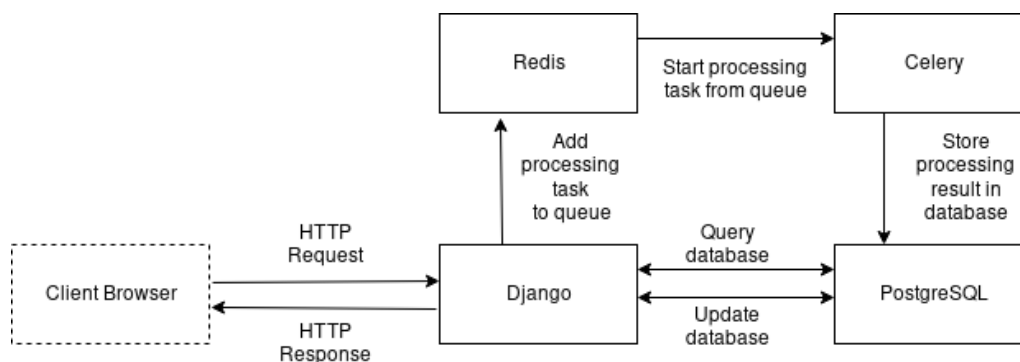 Redis
Start processing
task from queue
Celery
Add
processing
task
to queue
Store
processing
result in
database
Client Browser
HTTP
Request
HTTP
Response
Django
Query
database
Update
database
PostgreSQL